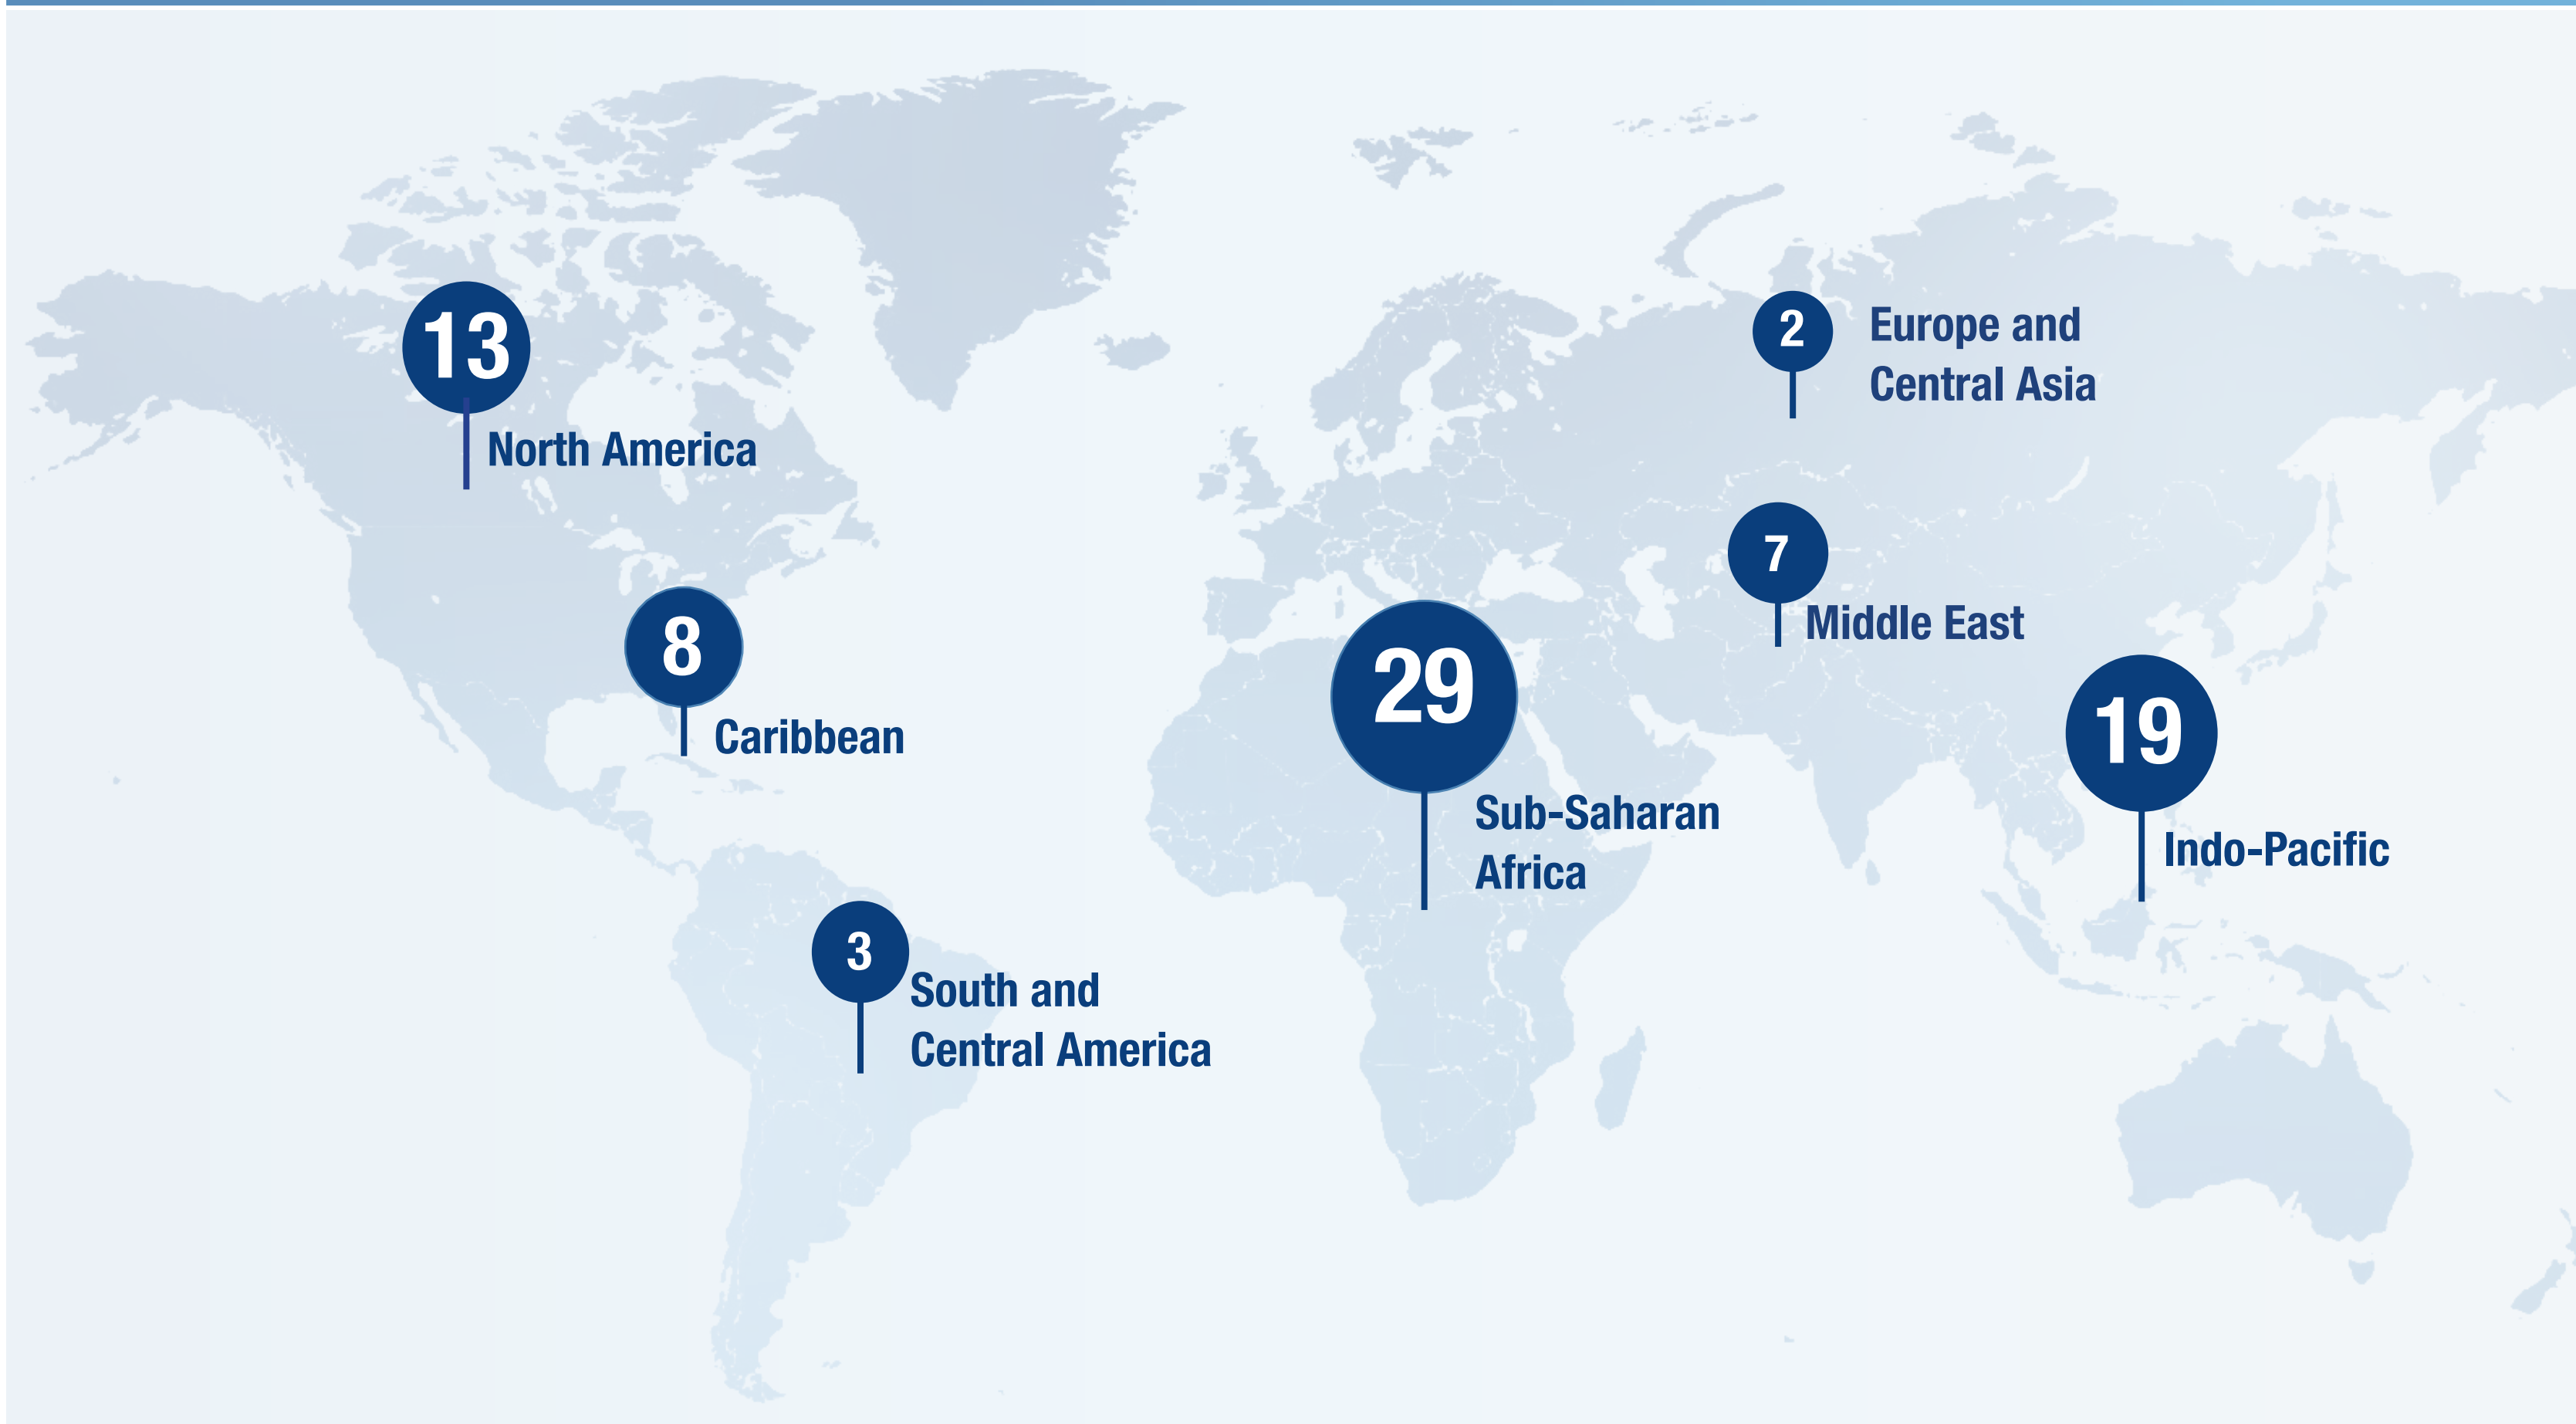 13
North America
2
Europe and
Central Asia
7
Middle East
8
Caribbean
29
Sub-Saharan
Africa
19
Indo-Pacific
3
South and
Central America